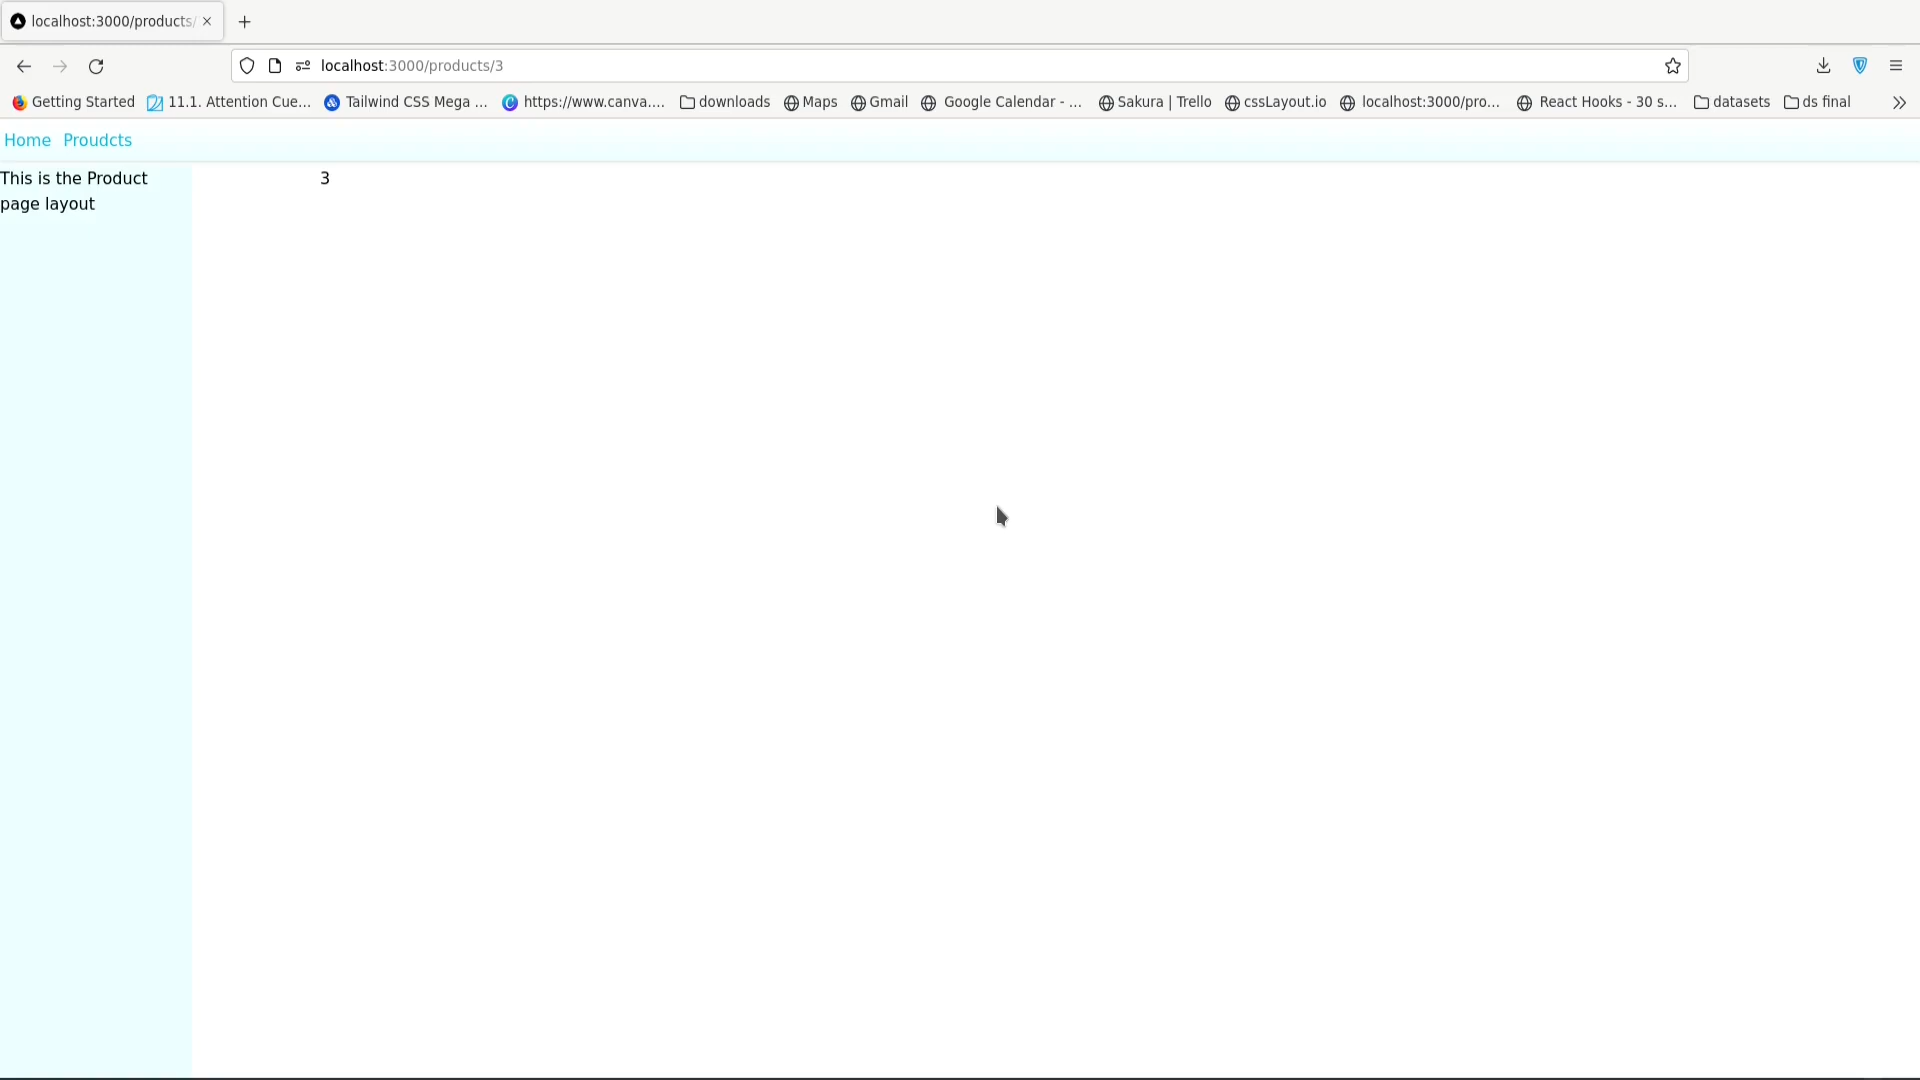 localhost:3000/products/
localhost:3000/products/3
Getting Started 11.1. Attention Cue... Tailwind CSS Mega ... https://www.canva.... downloads Maps Gmail Google Calendar - ... Sakura | Trello cssLayout.io localhost:3000/pro... React Hooks - 30 s... datasets ds final
Home Proudcts
This is the Product
page layout
3